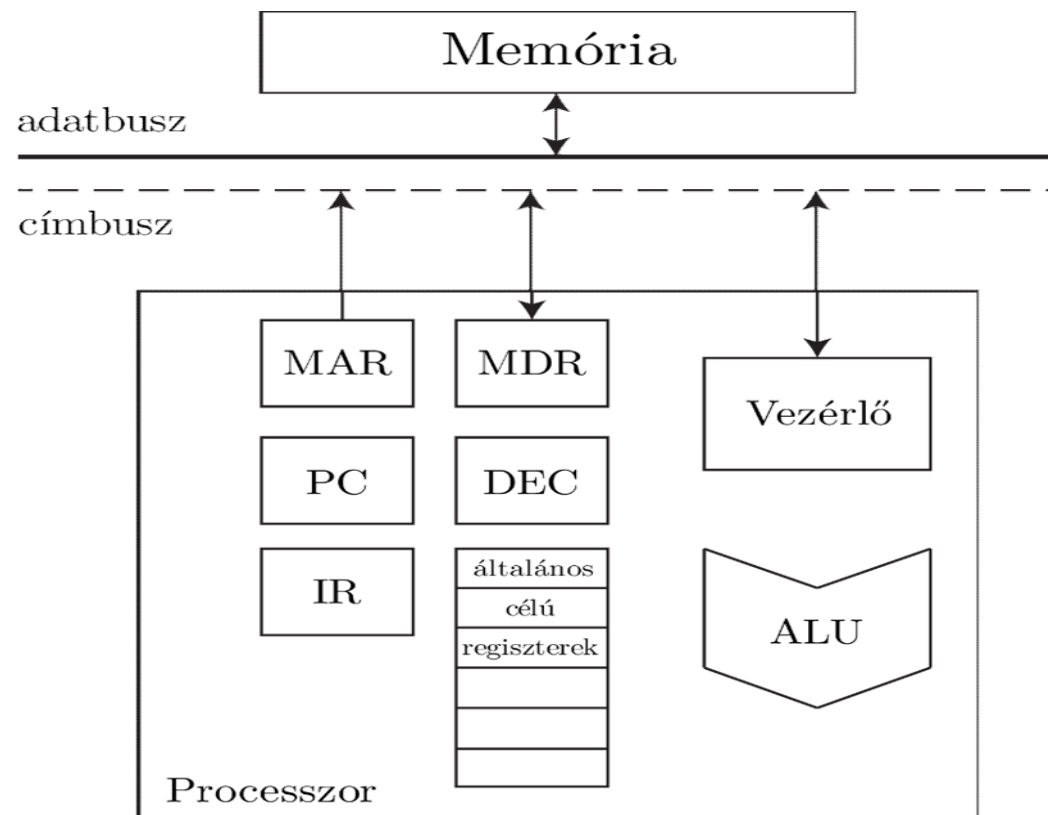 Memória
adatbusz
címbusz
MAR
MDR
Vezérlő
PC
DEC
IR
általános
célú
regiszterek
ALU
Processzor